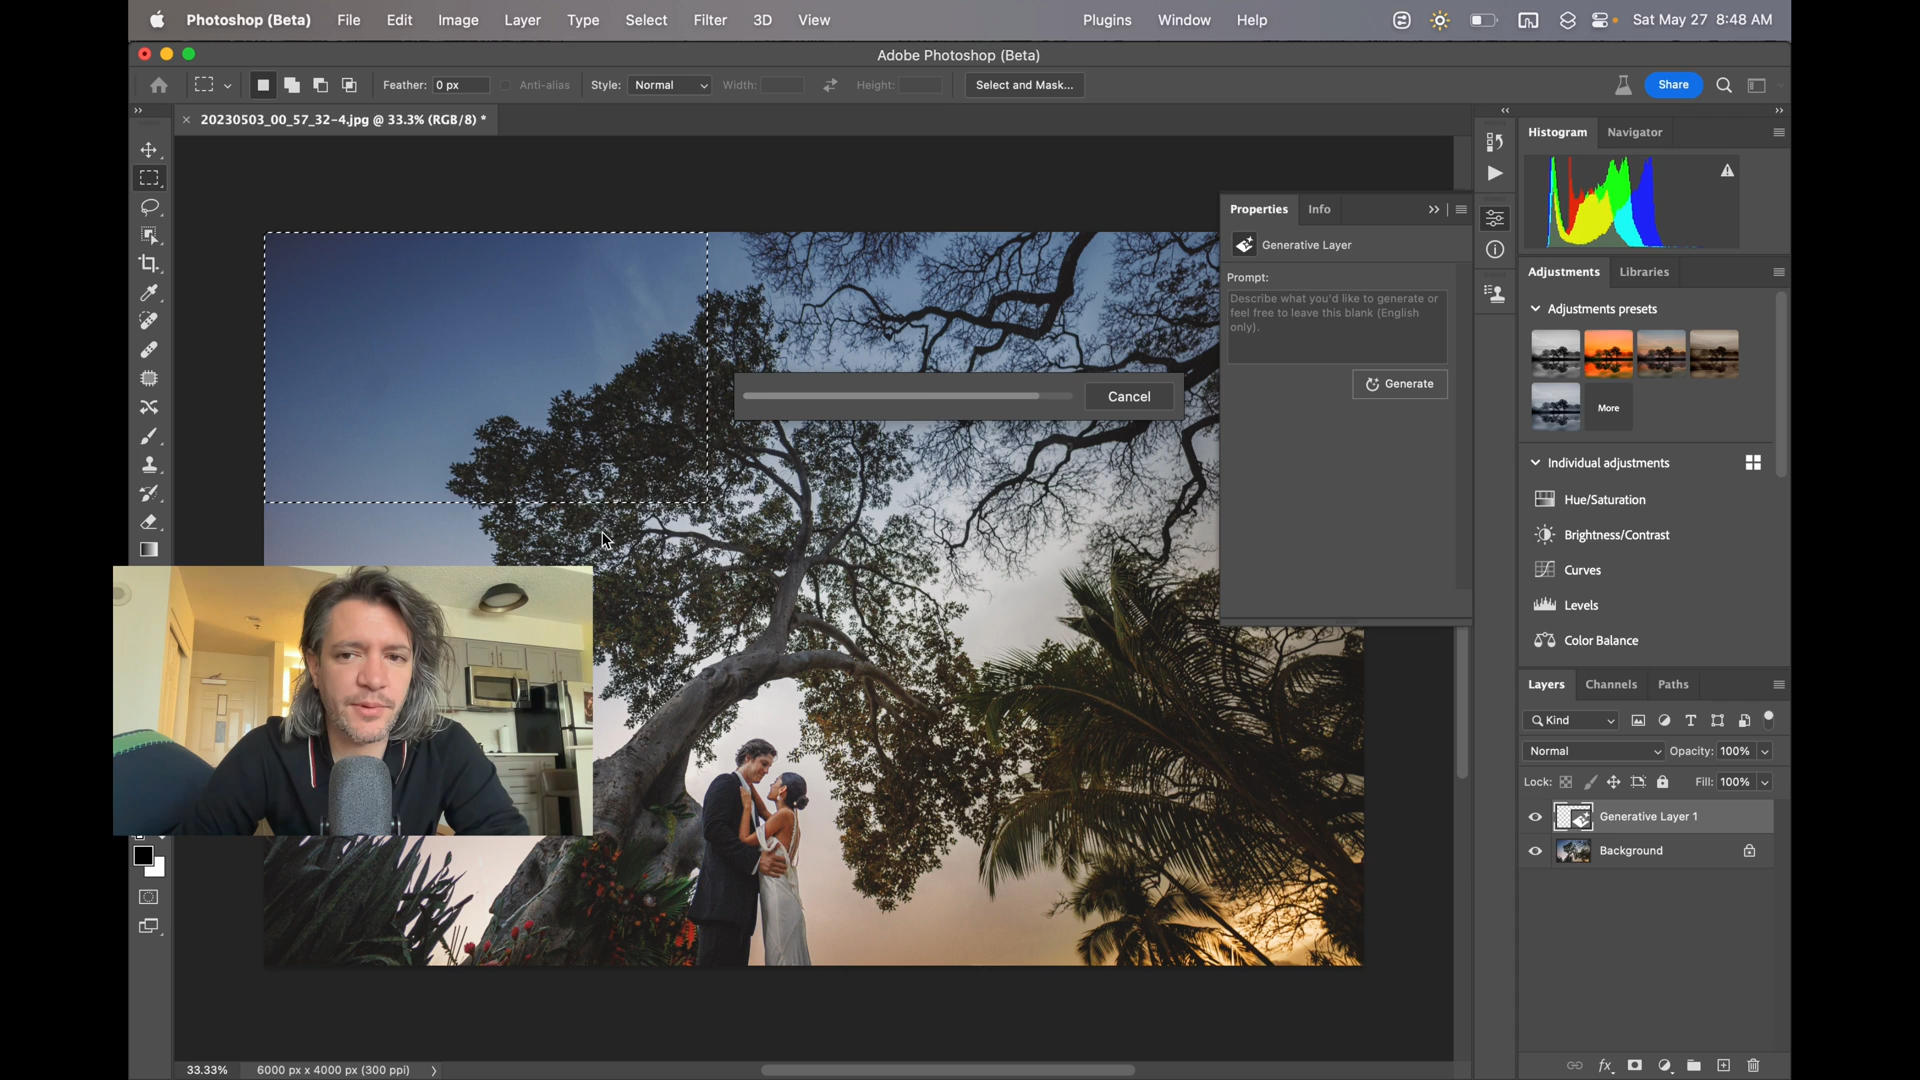 Photoshop (Beta) File Edit Image Layer Type Select Filter 3D View Plugins Window Help Sat May 27 8:48 AM
Adobe Photoshop (Beta)
Feather: 0 px Anti-alias Style: Normal Width: Height: Select and Mask... Share
20230503_00_57_32-4.jpg @ 33.3% (RGB/8) *
Histogram Navigator
Properties Info
Generative Layer
Prompt:
Describe what you'd like to generate or
feel free to leave this blank (English
only).
Generate
Cancel
Adjustments Libraries
Adjustments presets
More
Individual adjustments
Hue/Saturation
Brightness/Contrast
Curves
Levels
Color Balance
Layers Channels Paths
Kind
Normal Opacity: 100%
Lock: Fill: 100%
Generative Layer 1
Background
fx
33.33% 6000 px x 4000 px (300 ppi)